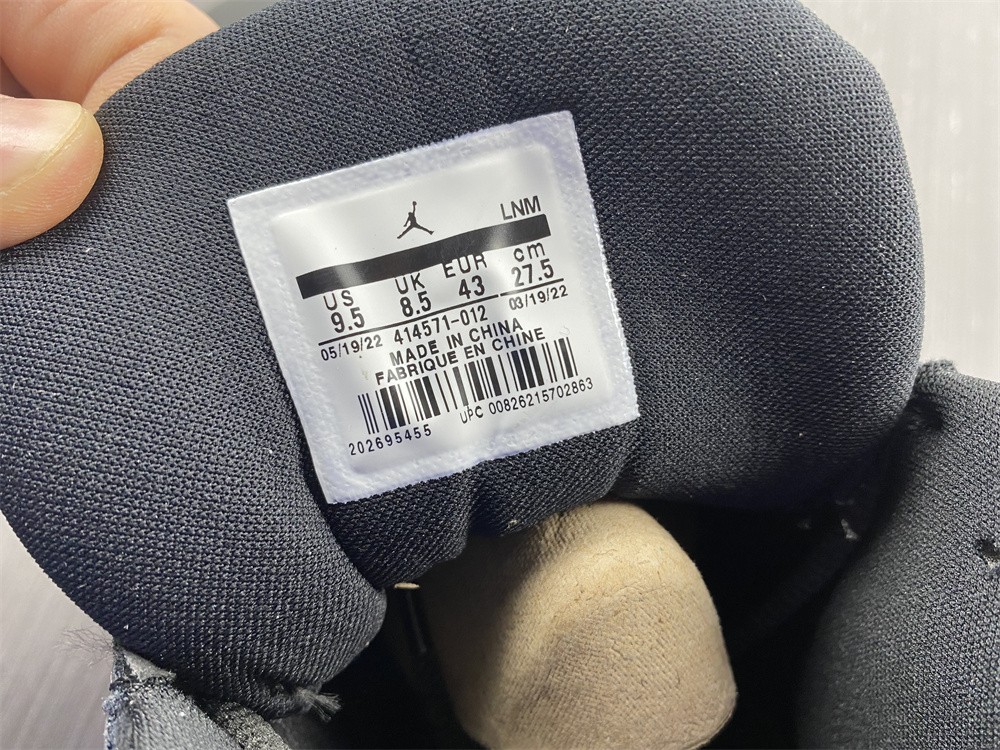 LNM
US UK EUR cm
9.5 8.5 43 27.5
05/19/22 414571-012 03/19/22
MADE IN CHINA
FABRIQUE EN CHINE
202695455 UPC 00826215702863